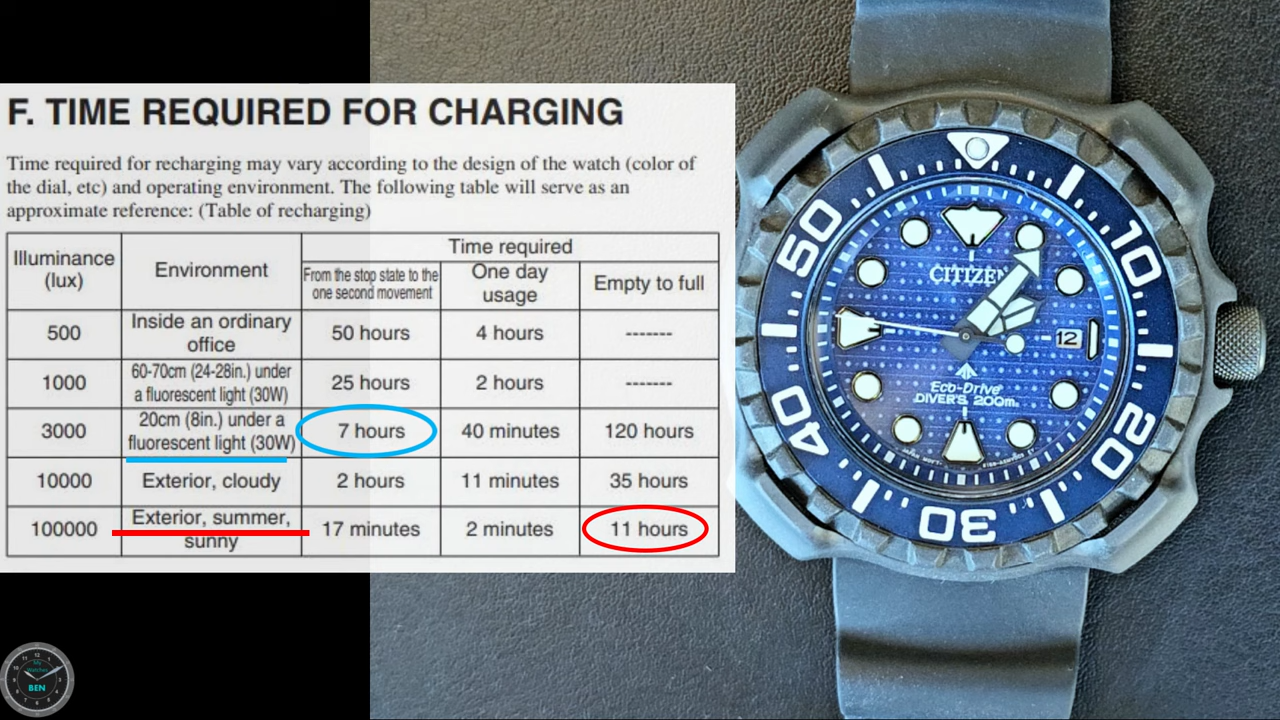 F. TIME REQUIRED FOR CHARGING
Time required for recharging may vary according to the design of the watch (color of
the dial, etc) and operating environment. The following table will serve as an
approximate reference: (Table of recharging)
Illuminance
(lux)
Environment
Time required
From the stop state to the
one second movement
One day
usage
Empty to full
500
Inside an ordinary
office
50 hours
4 hours
-------
1000
60-70cm (24-28in.) under
a fluorescent light (30W)
25 hours
2 hours
-------
3000
20cm (8in.) under a
fluorescent light (30W)
7 hours
40 minutes
120 hours
10000
Exterior, cloudy
2 hours
11 minutes
35 hours
100000
Exterior, summer,
sunny
17 minutes
2 minutes
11 hours
10
20
30
40
50
CITIZEN
12
Eco-Drive
DIVER'S 200m
My
Watches
BEN